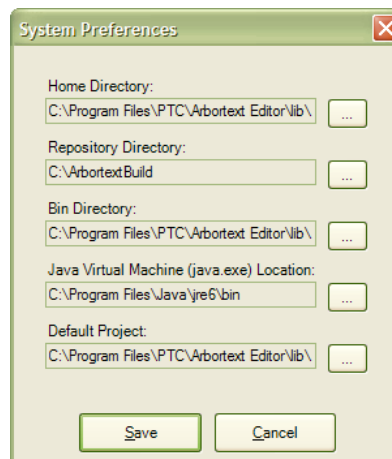 System Preferences
Home Directory:
C:\Program Files\PTC\Arbortext Editor\lib\
...
Repository Directory:
C:\ArbortextBuild
...
Bin Directory:
C:\Program Files\PTC\Arbortext Editor\lib\
...
Java Virtual Machine (java.exe) Location:
C:\Program Files\Java\jre6\bin
...
Default Project:
C:\Program Files\PTC\Arbortext Editor\lib\
...
Save Cancel